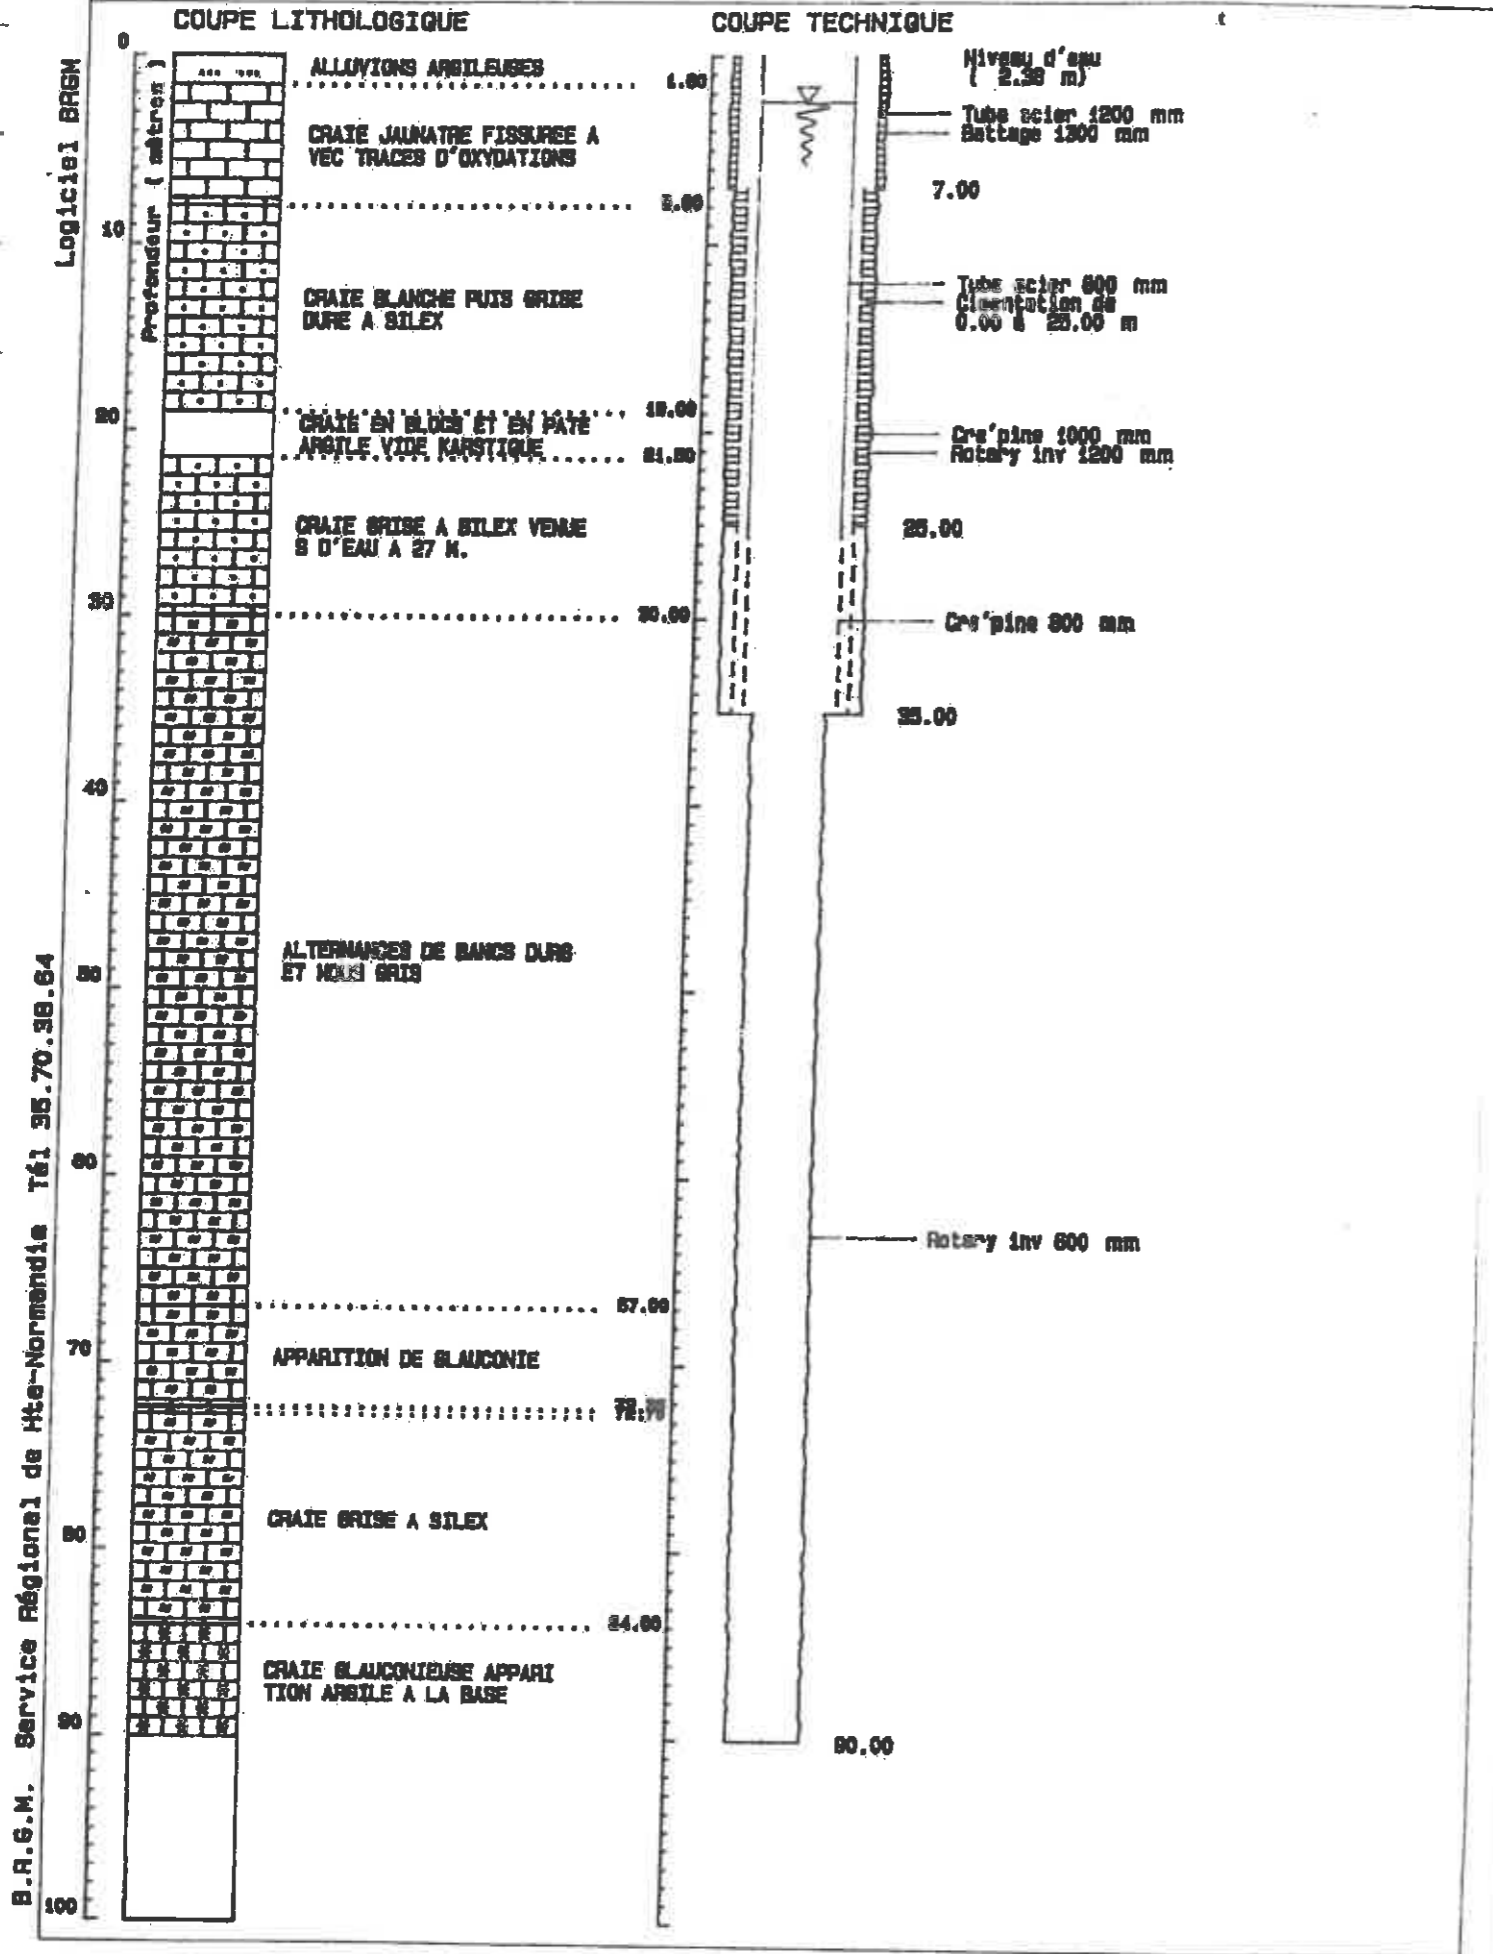 COUPE LITHOLOGIQUE
COUPE TECHNIQUE
Logiciel BRGM
B.R.G.M. Service Régional de Hte-Normandie Tél 35.70.38.64
Profondeur ( mètres )
0
10
20
30
40
50
60
70
80
90
100
ALLUVIONS ARGILEUSES
CRAIE JAUNATRE FISSUREE A
VEC TRACES D'OXYDATIONS
CRAIE BLANCHE PUIS GRISE
DURE A SILEX
19.00
CRAIE EN BLOCS ET EN PATE
ARGILE VIDE KARSTIQUE
21.50
CRAIE GRISE A SILEX VENUE
S D'EAU A 27 M.
30.00
ALTERNANCES DE BANCS DURS
ET MOUS GRIS
67.00
APPARITION DE GLAUCONIE
CRAIE GRISE A SILEX
84.00
CRAIE GLAUCONIEUSE APPARI
TION ARGILE A LA BASE
Niveau d'eau
( 2.38 m)
Tube acier 1200 mm
Battage 1300 mm
7.00
Tube acier 800 mm
Cimentation de
0.00 à 25.00 m
Cre'pine 1000 mm
Rotary inv 1200 mm
25.00
Cre'pine 800 mm
35.00
Rotary inv 600 mm
90.00